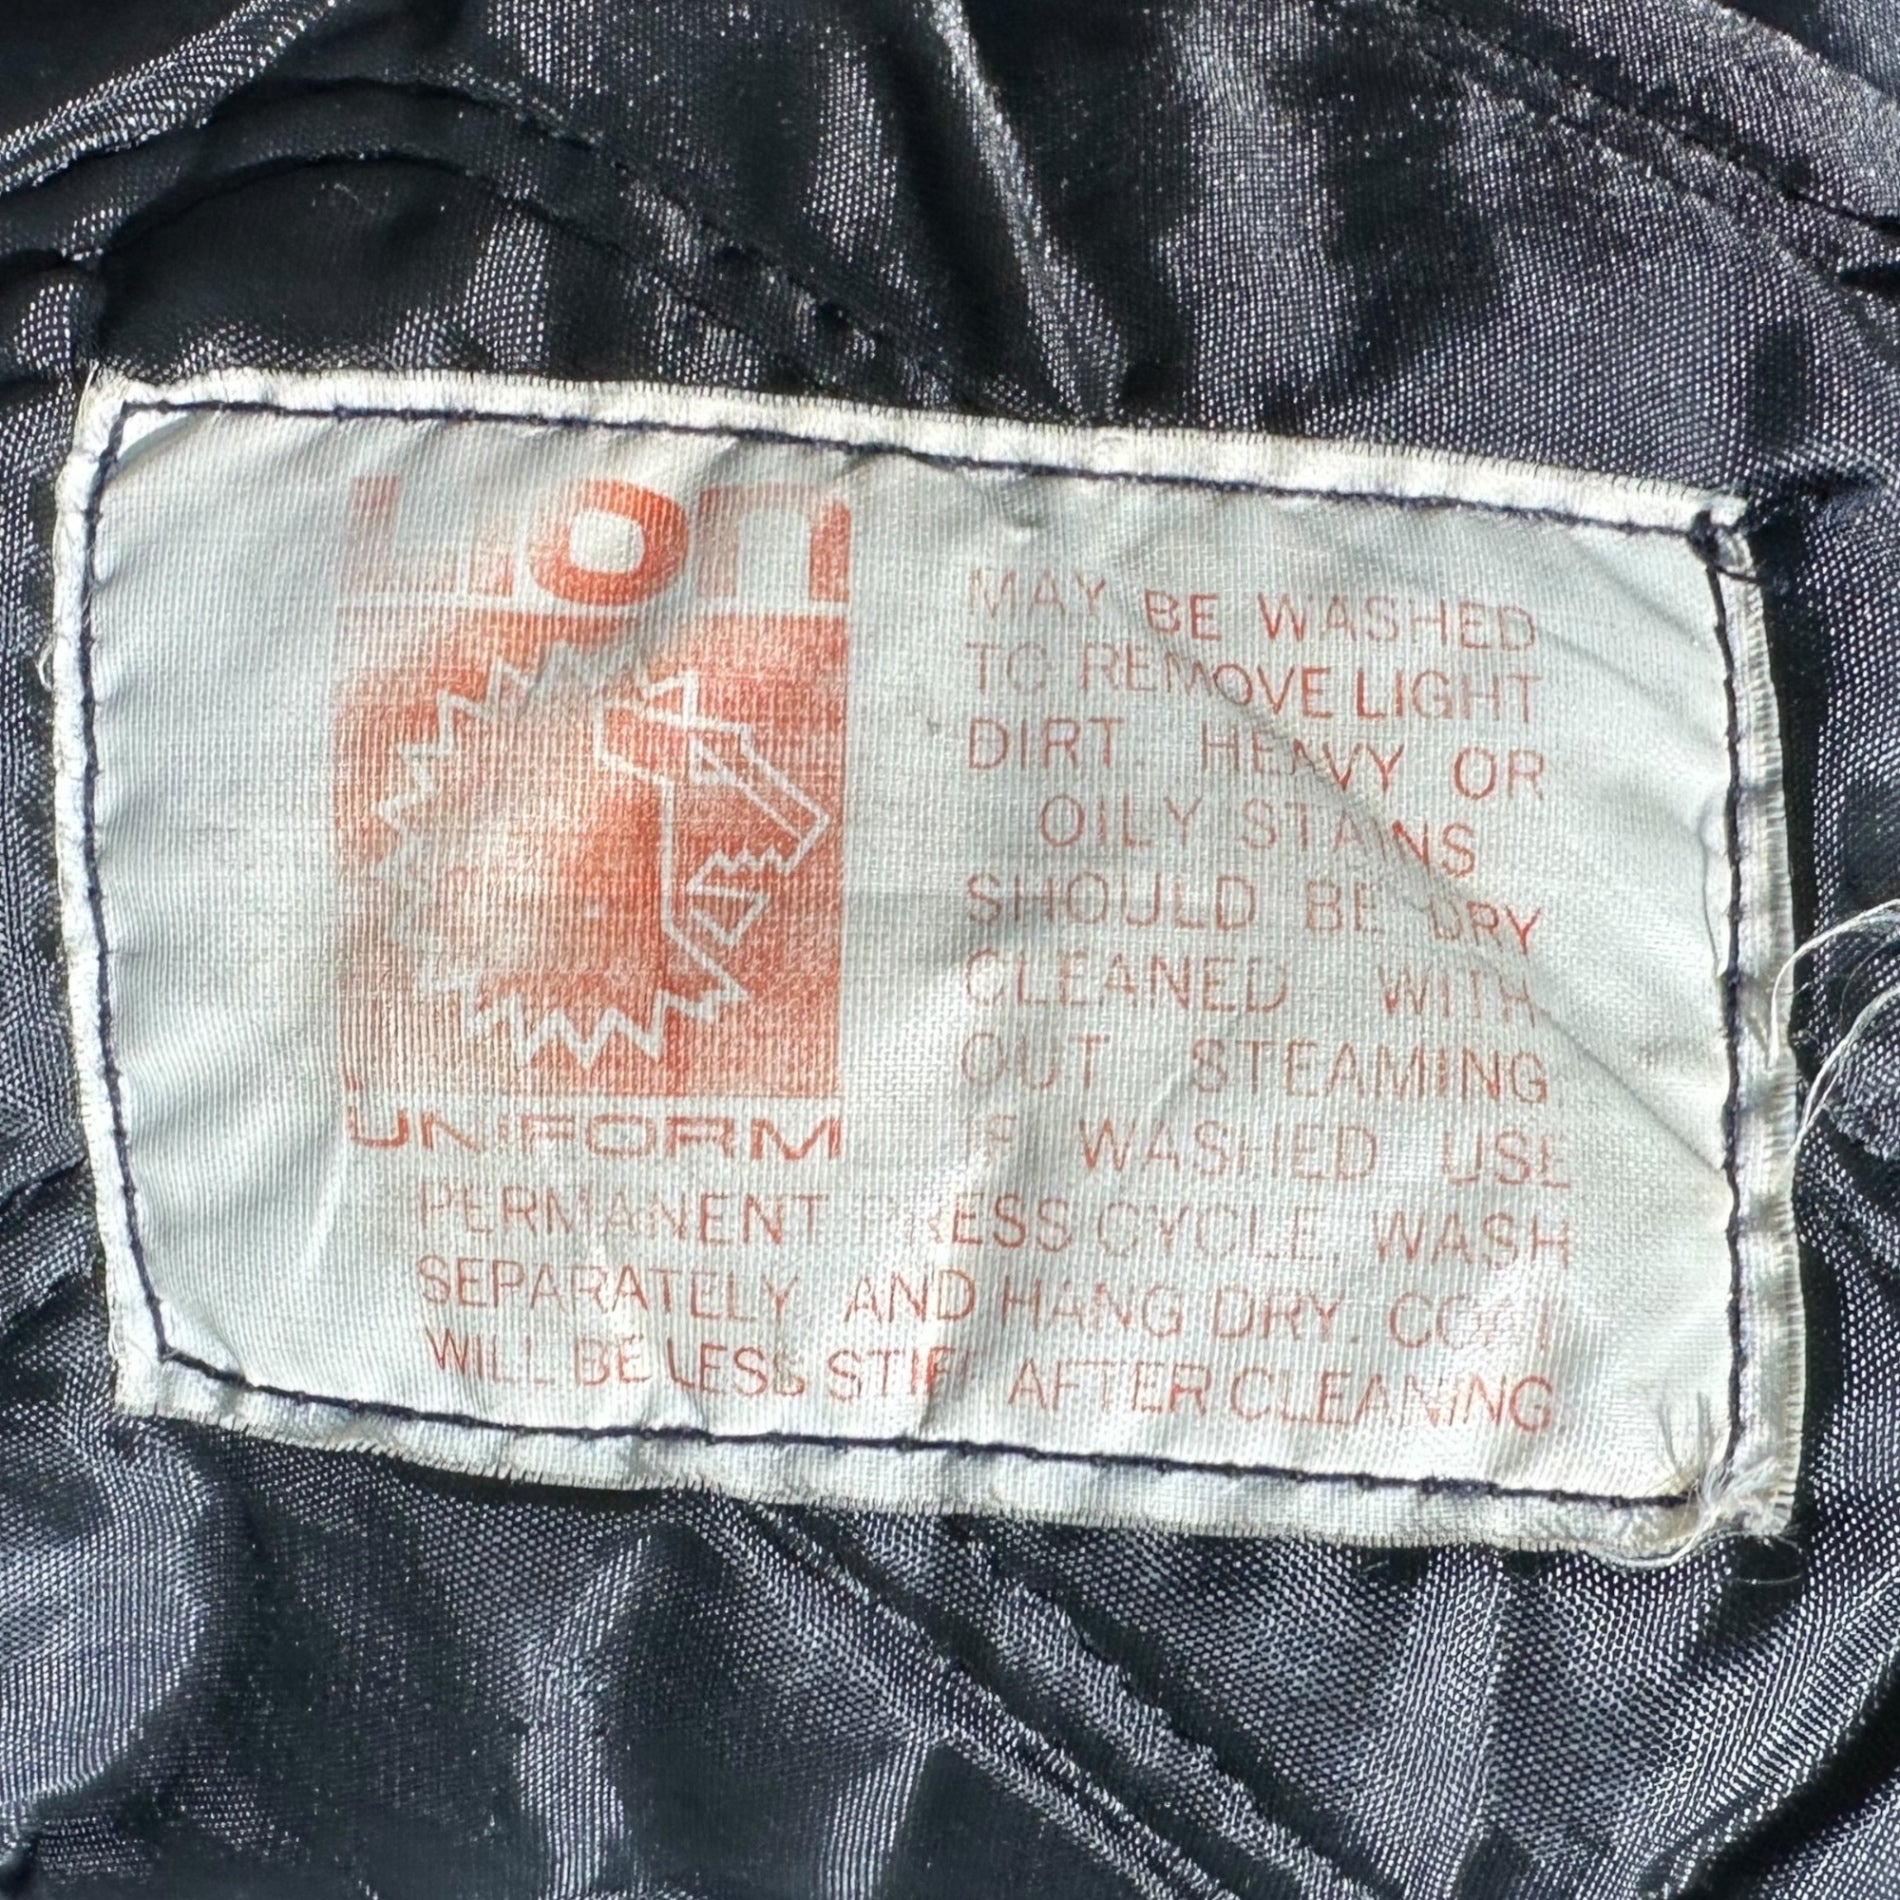 Lion
UNIFORM
MAY BE WASHED
TO REMOVE LIGHT
DIRT. HEAVY OR
OILY STAINS
SHOULD BE DRY
CLEANED WITH
OUT STEAMING.
IF WASHED USE
PERMANENT PRESS CYCLE, WASH
SEPARATELY, AND HANG DRY. COAT
WILL BE LESS STIFF AFTER CLEANING.